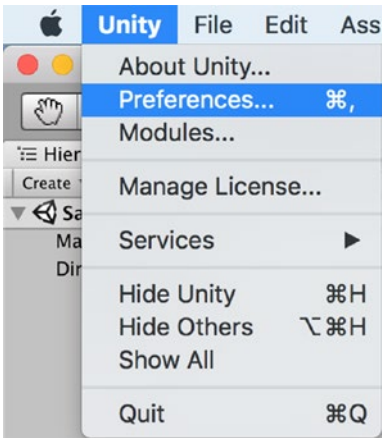 Unity File Edit Ass
About Unity...
Preferences... ⌘,
Modules...
Hier
Create
Manage License...
Sa
Ma
Services
Dir
Hide Unity ⌘H
Hide Others ⌥⌘H
Show All
Quit ⌘Q